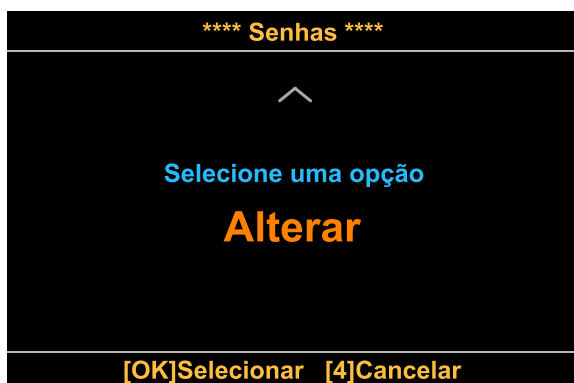 **** Senhas ****
Selecione uma opção
Alterar
[OK]Selecionar [4]Cancelar